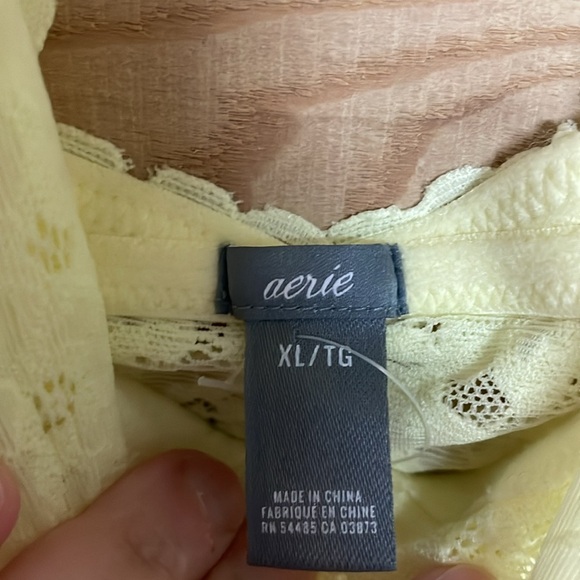 aerie
XL/TG
MADE IN CHINA
FABRIQUÉ EN CHINE
RN 54485 CA 03873